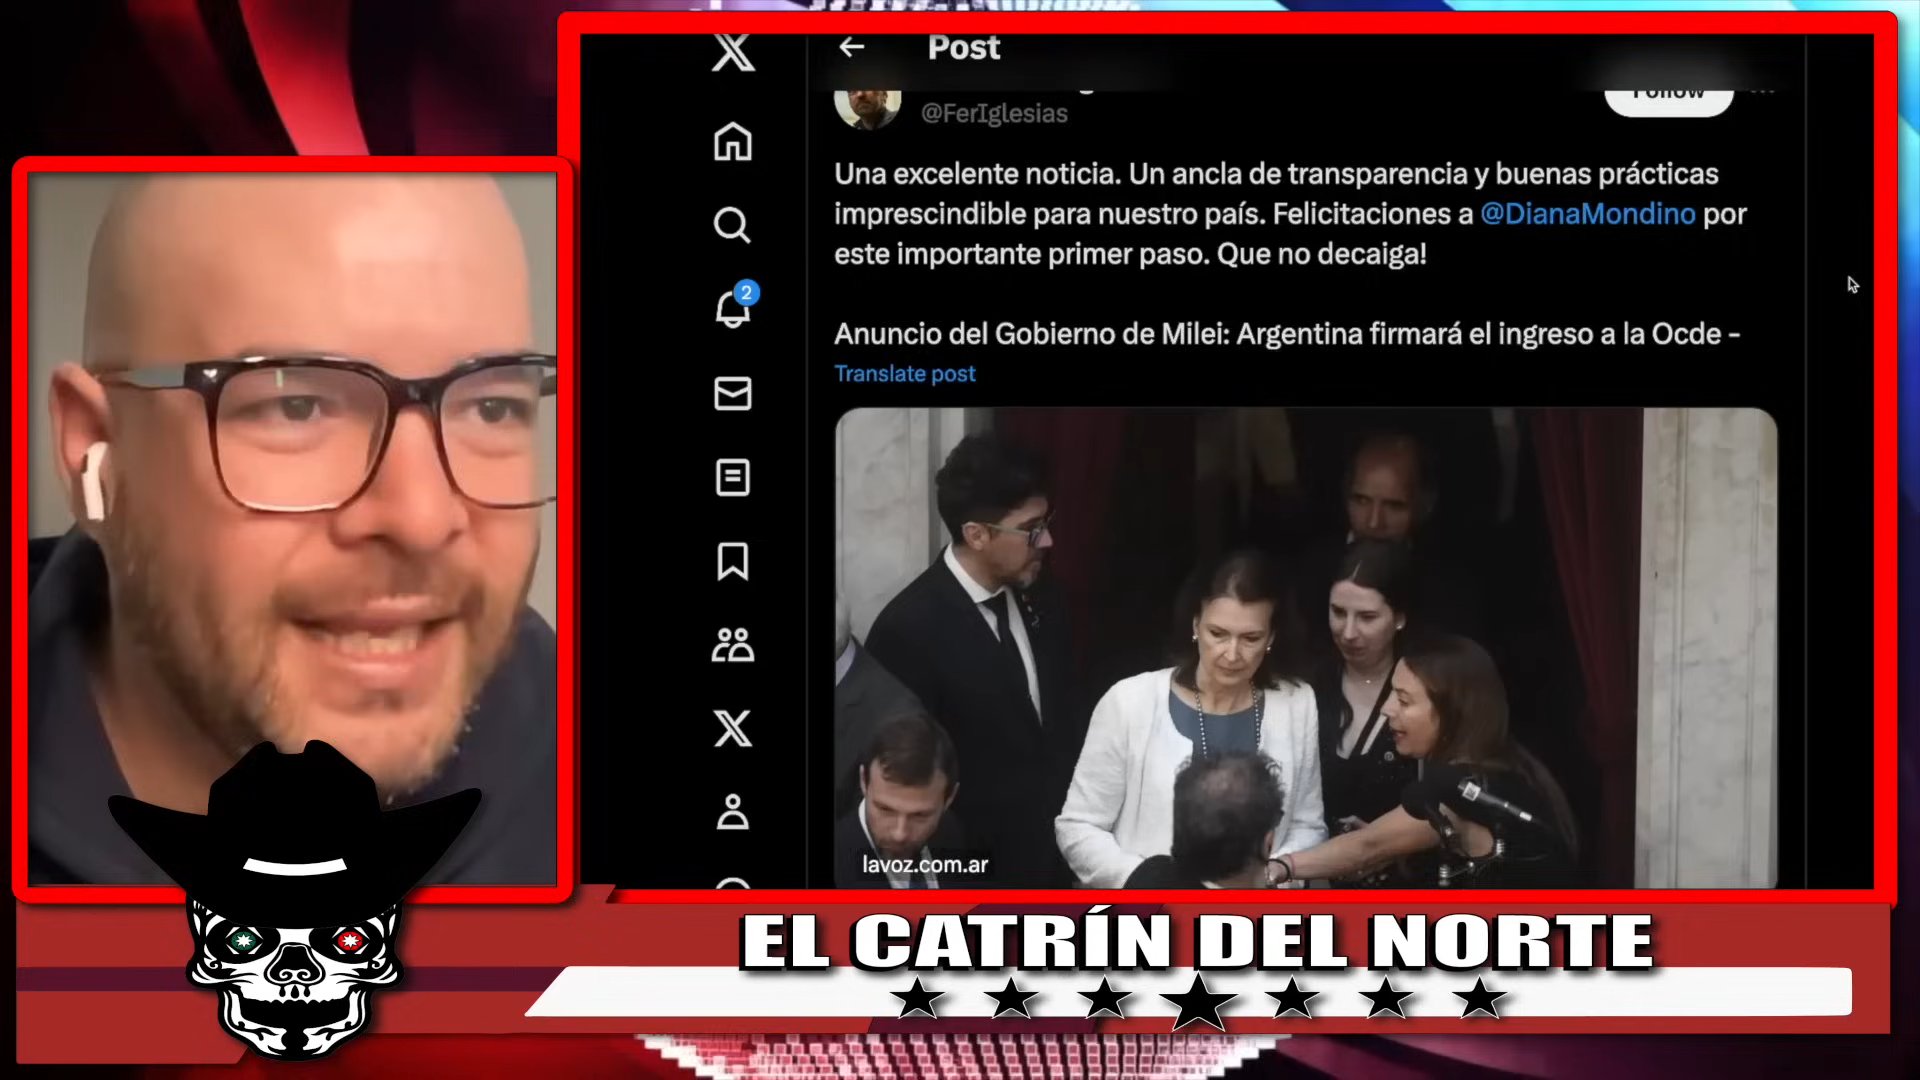 Post
@FerIglesias
Follow
Una excelente noticia. Un ancla de transparencia y buenas prácticas
imprescindible para nuestro país. Felicitaciones a @DianaMondino por
este importante primer paso. Que no decaiga!
Anuncio del Gobierno de Milei: Argentina firmará el ingreso a la Ocde –
Translate post
2
lavoz.com.ar
EL CATRÍN DEL NORTE